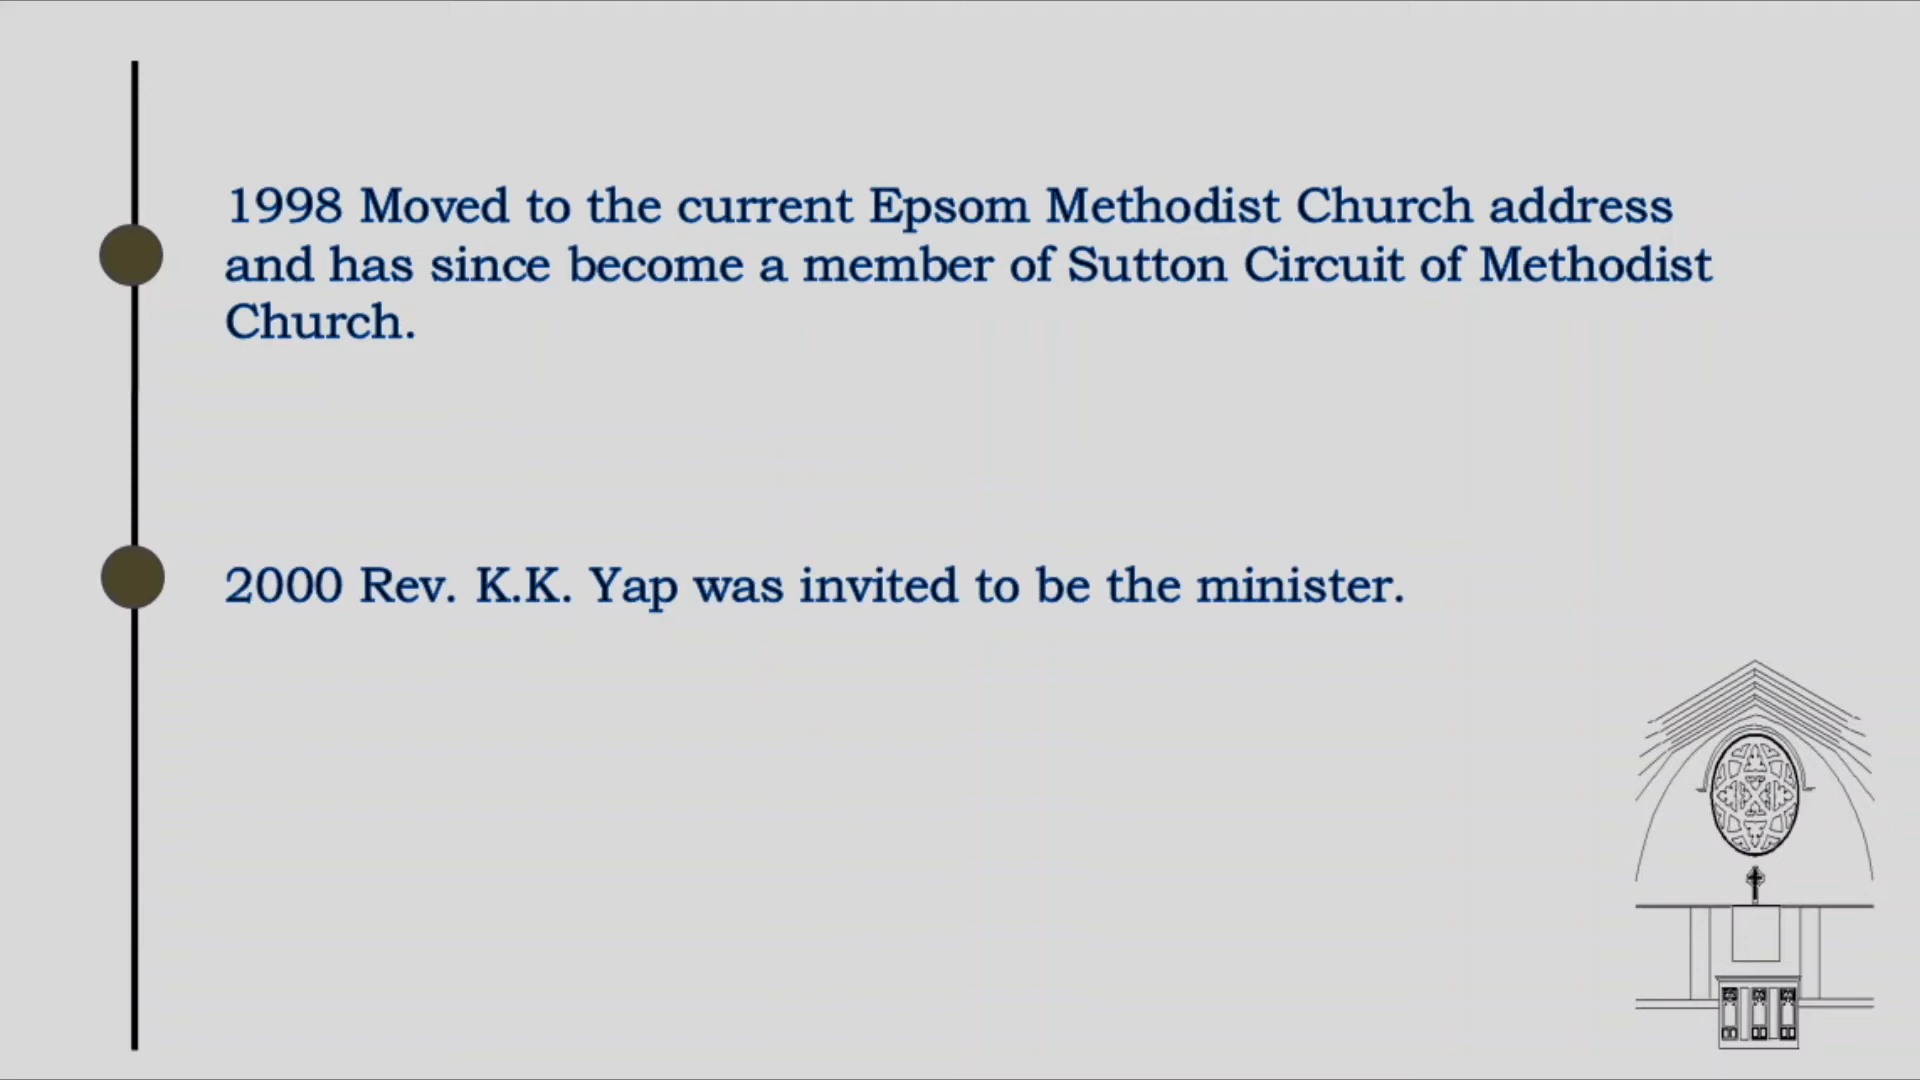 1998 Moved to the current Epsom Methodist Church address
and has since become a member of Sutton Circuit of Methodist
Church.
2000 Rev. K.K. Yap was invited to be the minister.